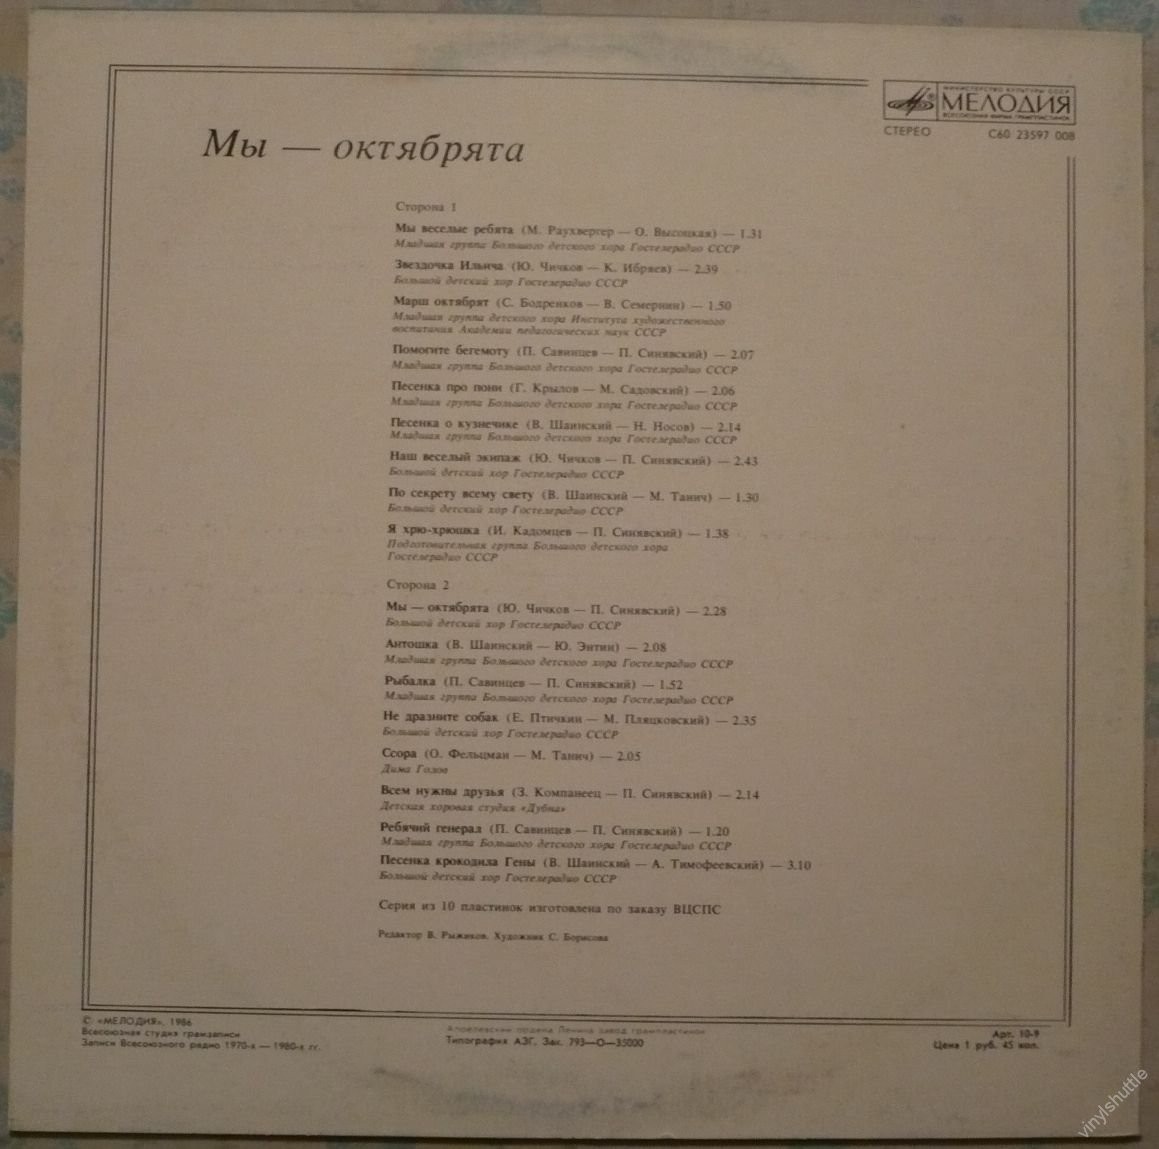 МИНИСТЕРСТВО КУЛЬТУРЫ СССР
МЕЛОДИЯ
ВСЕСОЮЗНАЯ ФИРМА ГРАМПЛАСТИНОК
СТЕРЕО С60 23597 008
Мы — октябрята
Сторона 1
Мы веселые ребята (М. Раухвергер — О. Высоцкая) — 1.31
Младшая группа Большого детского хора Гостелерадио СССР
Звездочка Ильича (Ю. Чичков — К. Ибряев) — 2.39
Большой детский хор Гостелерадио СССР
Марш октябрят (С. Бодренков — В. Семернин) — 1.50
Младшая группа детского хора Института художественного
воспитания Академии педагогических наук СССР
Помогите бегемоту (П. Савинцев — П. Синявский) — 2.07
Младшая группа Большого детского хора Гостелерадио СССР
Песенка про пони (Г. Крылов — М. Садовский) — 2.06
Младшая группа Большого детского хора Гостелерадио СССР
Песенка о кузнечике (В. Шаинский — Н. Носов) — 2.14
Младшая группа Большого детского хора Гостелерадио СССР
Наш веселый экипаж (Ю. Чичков — П. Синявский) — 2.43
Большой детский хор Гостелерадио СССР
По секрету всему свету (В. Шаинский — М. Танич) — 1.30
Большой детский хор Гостелерадио СССР
Я хрю-хрюшка (И. Кадомцев — П. Синявский) — 1.38
Подготовительная группа Большого детского хора
Гостелерадио СССР
Сторона 2
Мы — октябрята (Ю. Чичков — П. Синявский) — 2.28
Большой детский хор Гостелерадио СССР
Антошка (В. Шаинский — Ю. Энтин) — 2.08
Младшая группа Большого детского хора Гостелерадио СССР
Рыбалка (П. Савинцев — П. Синявский) — 1.52
Младшая группа Большого детского хора Гостелерадио СССР
Не дразните собак (Е. Птичкин — М. Пляцковский) — 2.35
Большой детский хор Гостелерадио СССР
Ссора (О. Фельцман — М. Танич) — 2.05
Дима Голов
Всем нужны друзья (З. Компанеец — П. Синявский) — 2.14
Детская хоровая студия «Дубна»
Ребячий генерал (П. Савинцев — П. Синявский) — 1.20
Младшая группа Большого детского хора Гостелерадио СССР
Песенка крокодила Гены (В. Шаинский — А. Тимофеевский) — 3.10
Большой детский хор Гостелерадио СССР
Серия из 10 пластинок изготовлена по заказу ВЦСПС
Редактор В. Рыжиков. Художник С. Борисова
© «МЕЛОДИЯ», 1986
Всесоюзная студия грамзаписи
Записи Всесоюзного радио 1970-х — 1980-х гг.
Апрелевский ордена Ленина завод грампластинок
Типография АЗГ. Зак. 793—О—35000
Арт. 10-9
Цена 1 руб. 45 коп.
vinylshuttle